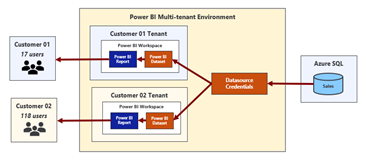 Power BI Multi-tenant Environment
Customer 01
17 users
Customer 01 Tenant
Power BI Workspace
Power BI
Report
Power BI
Dataset
Customer 02
118 users
Customer 02 Tenant
Power BI Workspace
Power BI
Report
Power BI
Dataset
Datasource
Credentials
Azure SQL
Sales